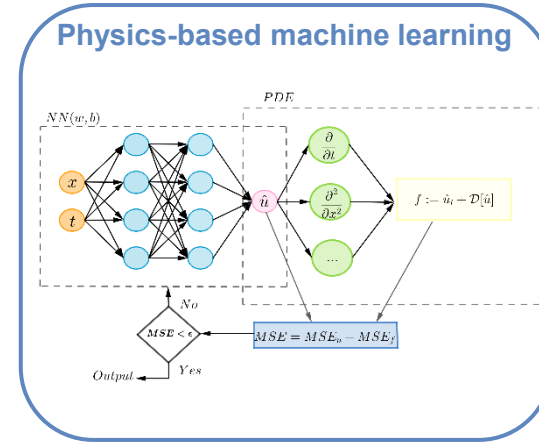 Physics-based machine learning
PDE
NN(w, b)
∂
∂t
x
t
û
∂²
∂x²
f := û_t − D[û]
...
No
MSE < ϵ
MSE = MSE_u − MSE_f
Yes
Output